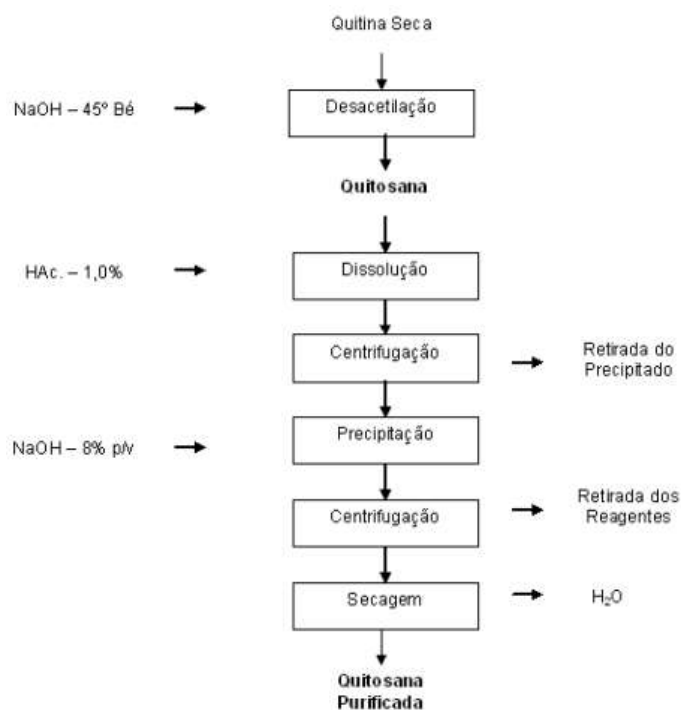 Quitina Seca
NaOH – 45º Bé
Desacetilação
Quitosana
HAc. – 1,0%
Dissolução
Centrifugação
Retirada do
Precipitado
NaOH – 8% p/v
Precipitação
Centrifugação
Retirada dos
Reagentes
Secagem
H₂O
Quitosana
Purificada